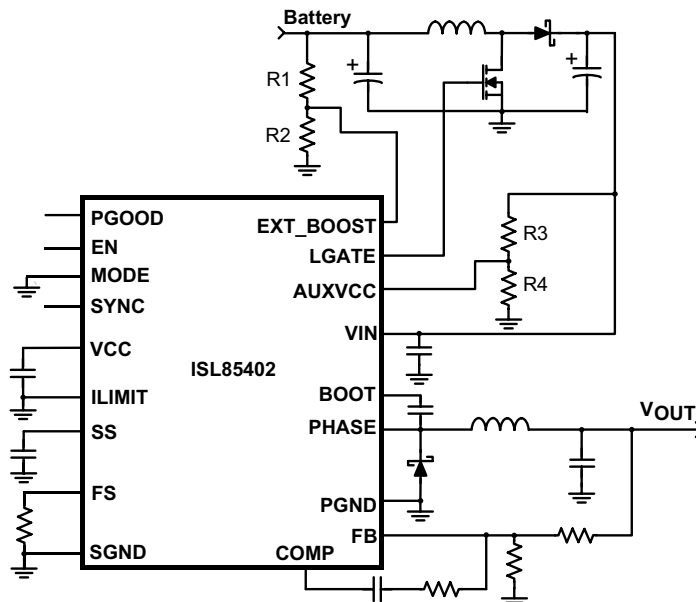 Battery
+
+
R1
R2
PGOOD
EXT_BOOST
R3
EN
LGATE
MODE
AUXVCC
R4
SYNC
VIN
VCC
ISL85402
BOOT
ILIMIT
VOUT
SS
PHASE
FS
PGND
FB
SGND
COMP